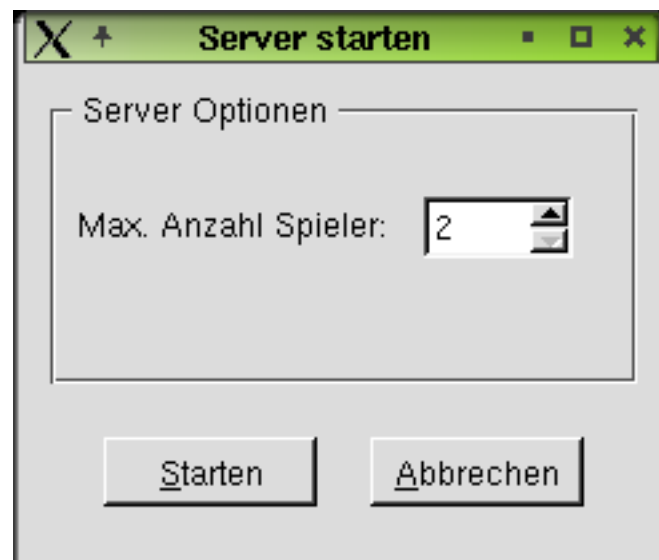 Server starten
Server Optionen
Max. Anzahl Spieler: 2
Starten Abbrechen